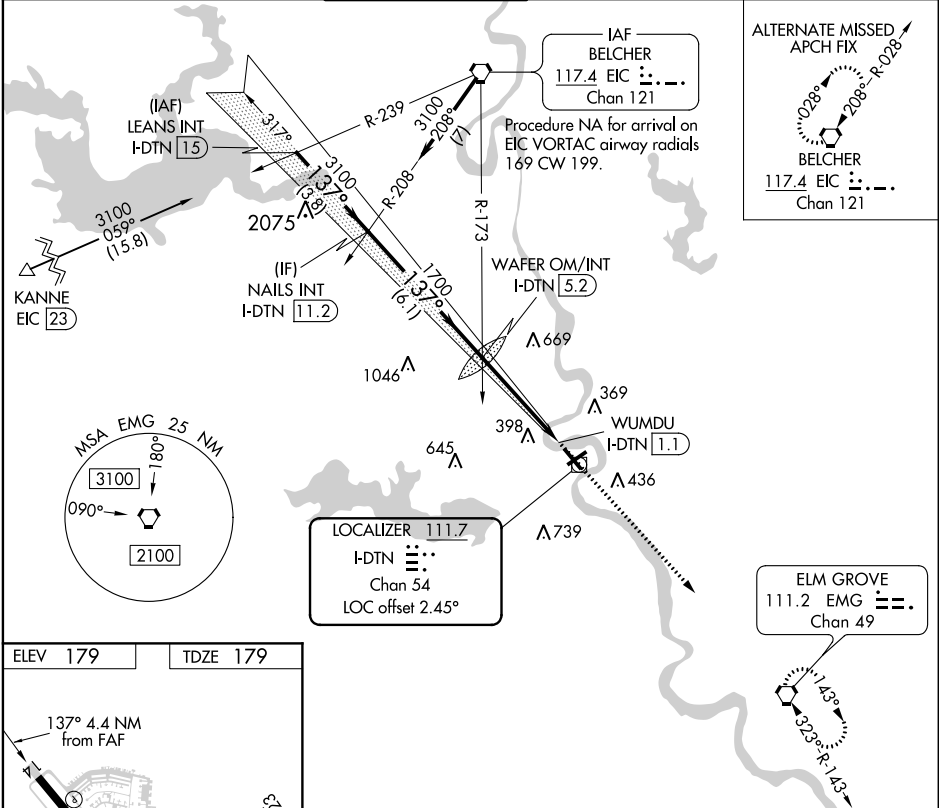 IAF
BELCHER
117.4 EIC
Chan 121
Procedure NA for arrival on
EIC VORTAC airway radials
169 CW 199.
ALTERNATE MISSED
APCH FIX
R-028
208°
028°
BELCHER
117.4 EIC
Chan 121
(IAF)
LEANS INT
I-DTN 15
317°
R-239
3100
208°
(7)
R-208
R-173
3100
137°
(3.8)
2075
3100
059°
(15.8)
KANNE
EIC 23
(IF)
NAILS INT
I-DTN 11.2
1700
137°
(6.1)
WAFER OM/INT
I-DTN 5.2
669
1046
369
398
WUMDU
I-DTN 1.1
645
436
739
MSA EMG 25 NM
180°
3100
090°
2100
LOCALIZER 111.7
I-DTN
Chan 54
LOC offset 2.45°
ELM GROVE
111.2 EMG
Chan 49
143°
323°
R-143
ELEV 179
TDZE 179
137° 4.4 NM
from FAF
14
P